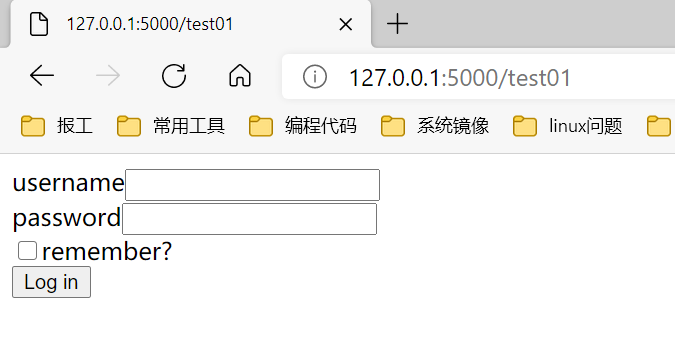 127.0.0.1:5000/test01
127.0.0.1:5000/test01
报工 常用工具 编程代码 系统镜像 linux问题
username
password
remember?
Log in